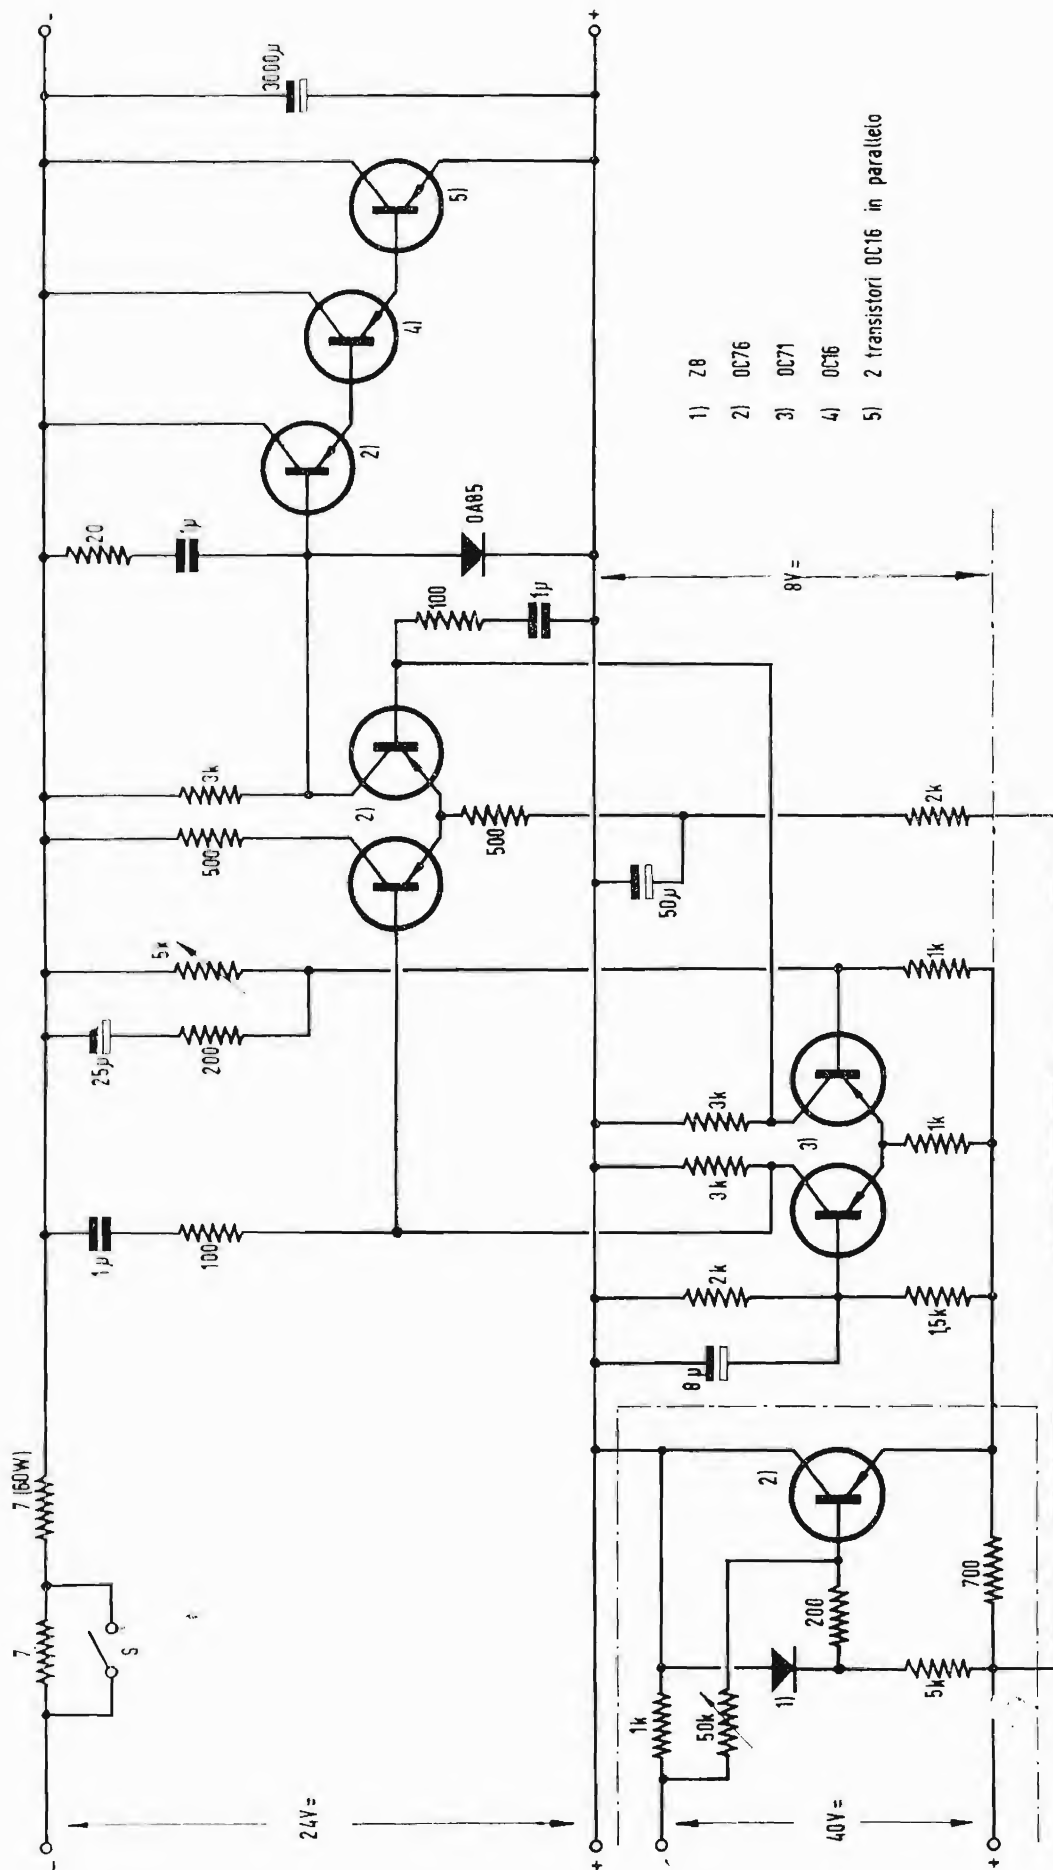 -
+
3000µ
5)
4)
2)
20
1µ
OA85
100
1µ
3k
500
2)
500
5k
25µ
200
1µ
100
7 (60W)
7
S
24V=
-
+
8V=
2k
50µ
1k
3k
3)
3k
1k
2k
1,5k
8µ
2)
200
700
1k
50k
1)
5k
40V=
-
+
1) Z8
2) OC76
3) OC71
4) OC16
5) 2 transistori OC16 in parallelo